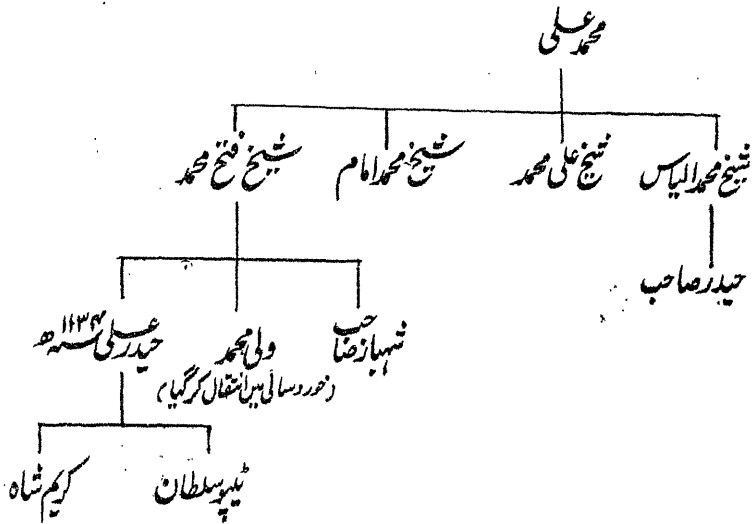 محمد علی
شیخ محمد الیاس
شیخ علی محمد
شیخ محمد امام
شیخ فتح محمد
حیدر صاحب
شہباز صاحب
ولی محمد
(خورد سالی میں انتقال کر گیا)
حیدر علی سنہ ۱۱۳۴ھ
ٹیپو سلطان
کریم شاہ